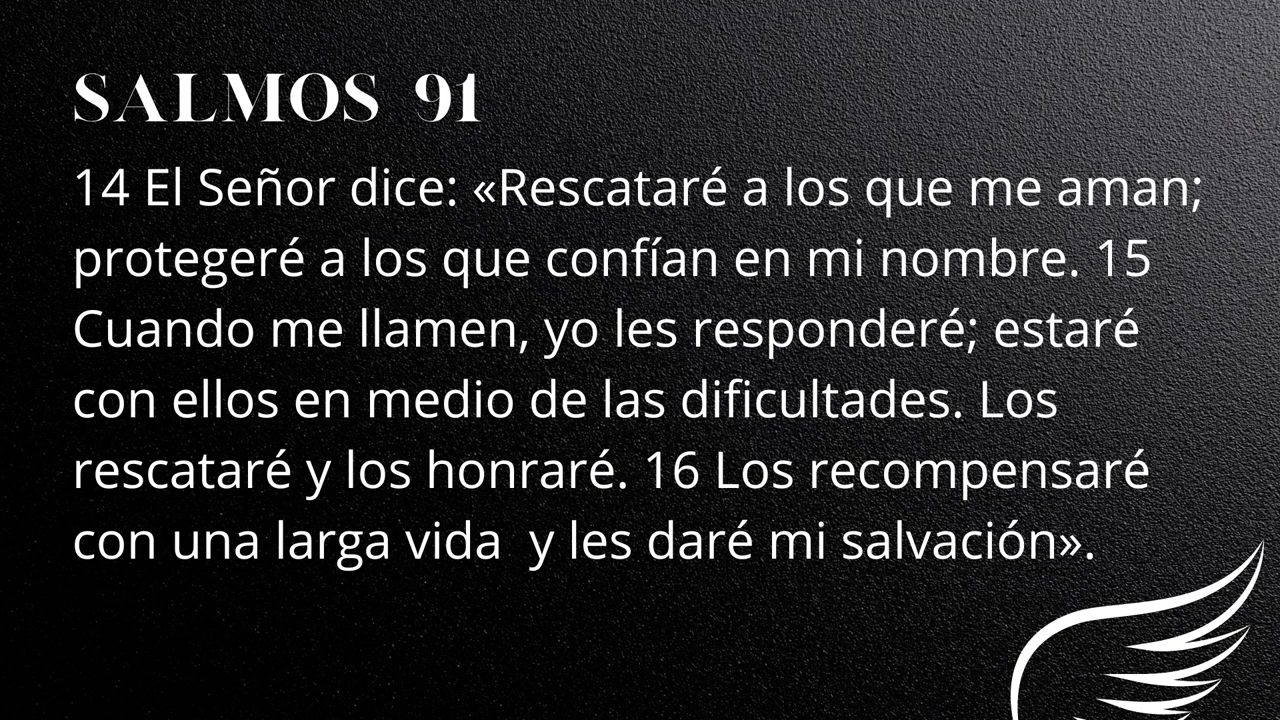 SALMOS 91
14 El Señor dice: «Rescataré a los que me aman;
protegeré a los que confían en mi nombre. 15
Cuando me llamen, yo les responderé; estaré
con ellos en medio de las dificultades. Los
rescataré y los honraré. 16 Los recompensaré
con una larga vida  y les daré mi salvación».